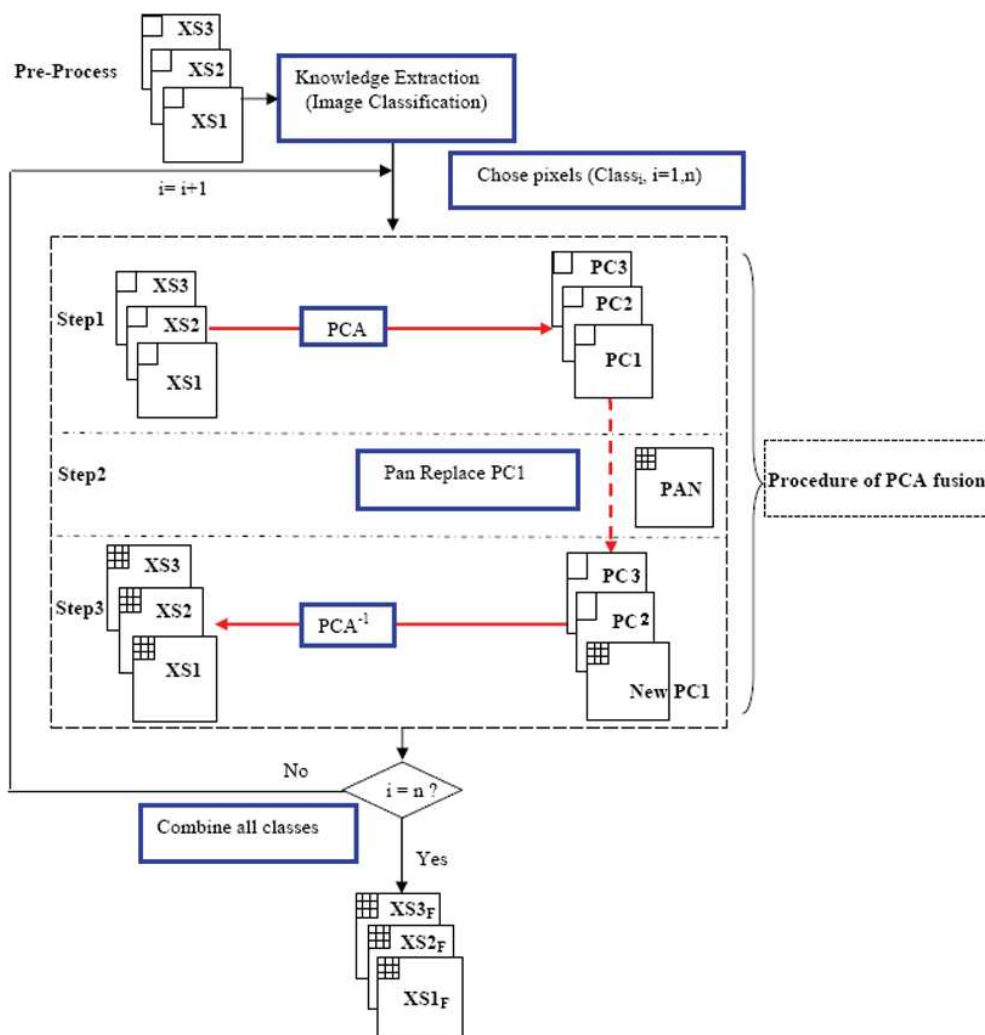 XS3
Pre-Process
XS2
XS1
Knowledge Extraction
(Image Classification)
Chose pixels (Classᵢ, i=1,n)
i= i+1
Step1
XS3
XS2
XS1
PCA
PC3
PC2
PC1
Step2
Pan Replace PC1
PAN
Procedure of PCA fusion
Step3
XS3
XS2
XS1
PCA⁻¹
PC3
PC2
New PC1
No
i = n ?
Combine all classes
Yes
XS3F
XS2F
XS1F